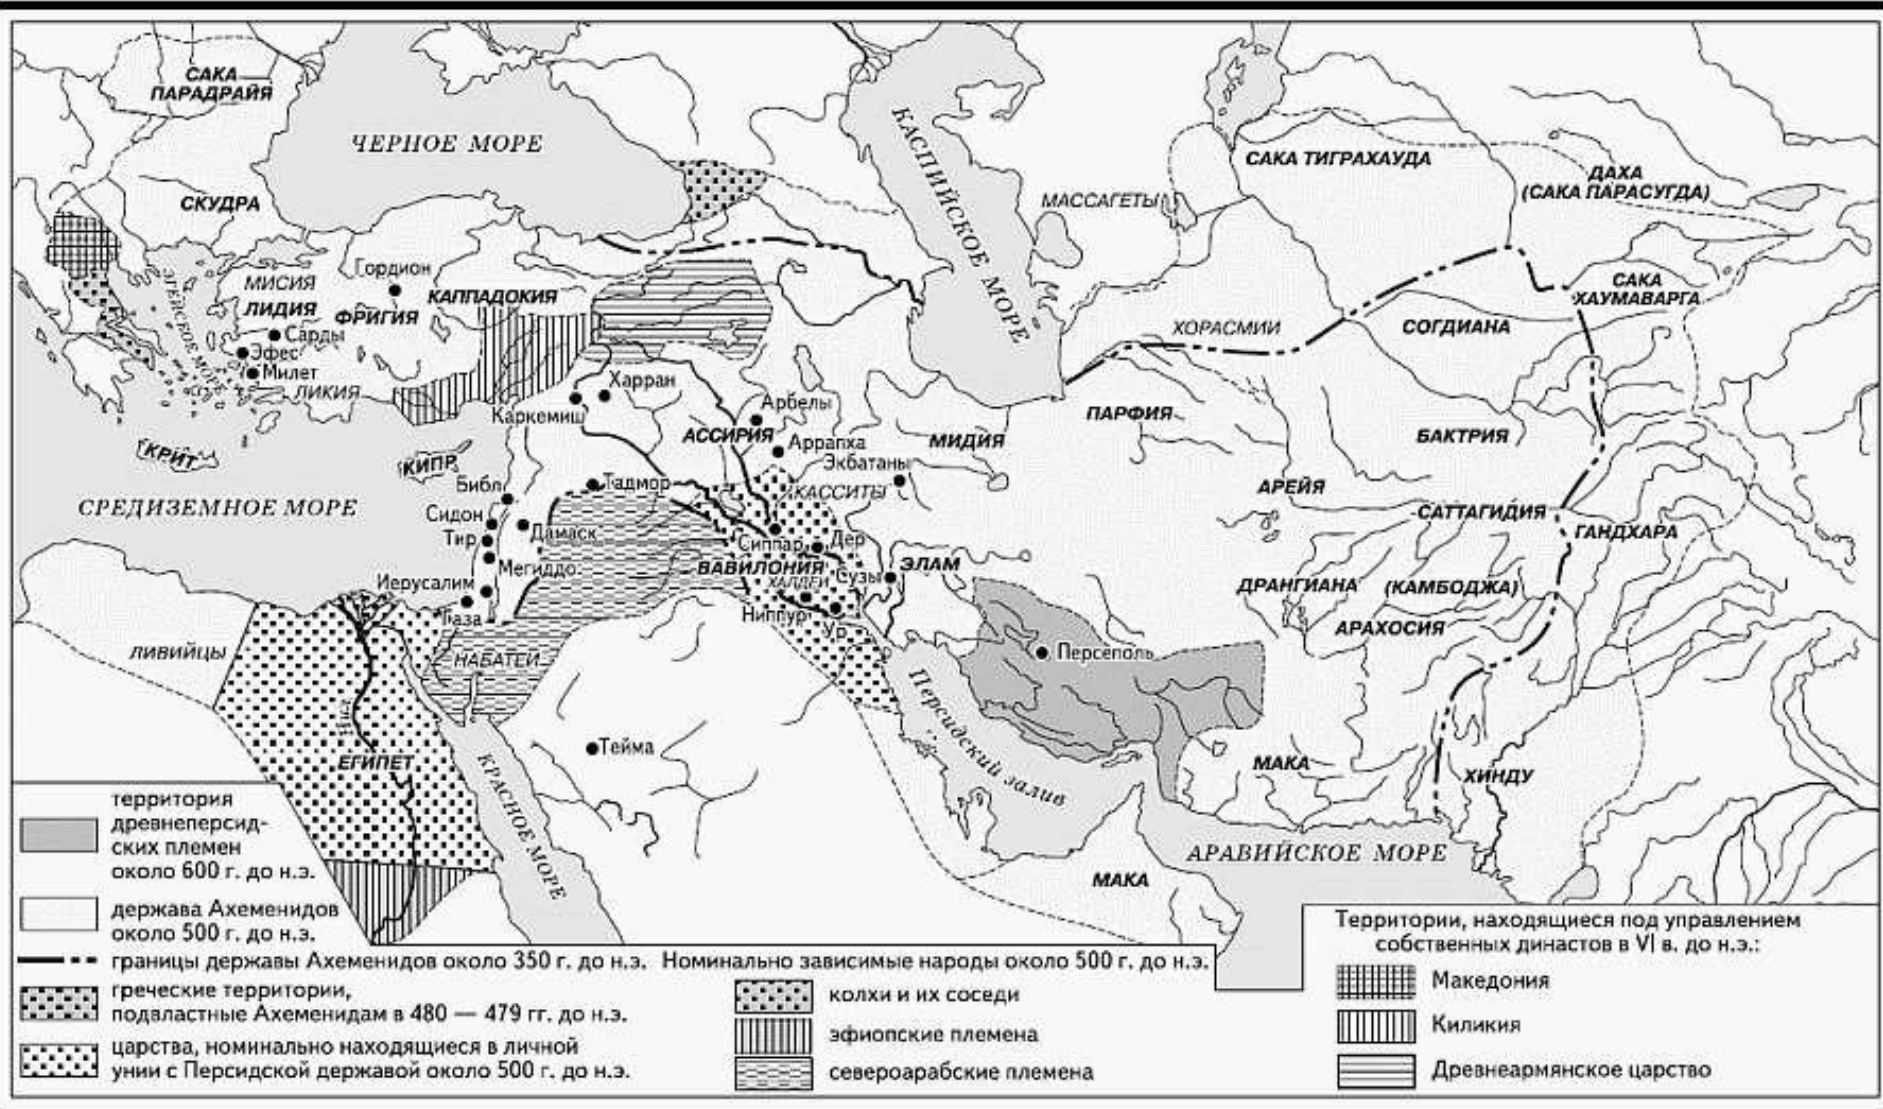 САКА
ПАРАДРАЙЯ
ЧЕРНОЕ МОРЕ
КАСПИЙСКОЕ МОРЕ
САКА ТИГРАХАУДА
ДАХА
(САКА ПАРАСУГДА)
МАССАГЕТЫ
СКУДРА
ЭГЕЙСКОЕ МОРЕ
МИСИЯ
Гордион
КАППАДОКИЯ
ЛИДИЯ
ФРИГИЯ
Сарды
Эфес
Милет
ЛИКИЯ
САКА
ХАУМАВАРГА
ХОРАСМИИ
СОГДИАНА
Харран
Каркемиш
Арбелы
АССИРИЯ
Аррапха
Экбатаны
МИДИЯ
ПАРФИЯ
БАКТРИЯ
КРИТ
КИПР
Библ
Тадмор
КАССИТЫ
АРЕЙЯ
СРЕДИЗЕМНОЕ МОРЕ
Сидон
Дамаск
Тир
Сиппар
Дер
САТТАГИДИЯ
ГАНДХАРА
Мегиддо
ВАВИЛОНИЯ
ХАЛДЕИ
Сузы
ЭЛАМ
Иерусалим
Газа
Ниппур
Ур
ДРАНГИАНА
(КАМБОДЖА)
АРАХОСИЯ
ЛИВИЙЦЫ
НАБАТЕИ
Персеполь
Персидский залив
Нил
ЕГИПЕТ
Тейма
КРАСНОЕ МОРЕ
МАКА
ХИНДУ
АРАВИЙСКОЕ МОРЕ
МАКА
территория
древнеперсид-
ских племен
около 600 г. до н.э.
держава Ахеменидов
около 500 г. до н.э.
границы державы Ахеменидов около 350 г. до н.э.
греческие территории,
подвластные Ахеменидам в 480 — 479 гг. до н.э.
царства, номинально находящиеся в личной
унии с Персидской державой около 500 г. до н.э.
Номинально зависимые народы около 500 г. до н.э.
колхи и их соседи
эфиопские племена
североарабские племена
Территории, находящиеся под управлением
собственных династов в VI в. до н.э.:
Македония
Киликия
Древнеармянское царство